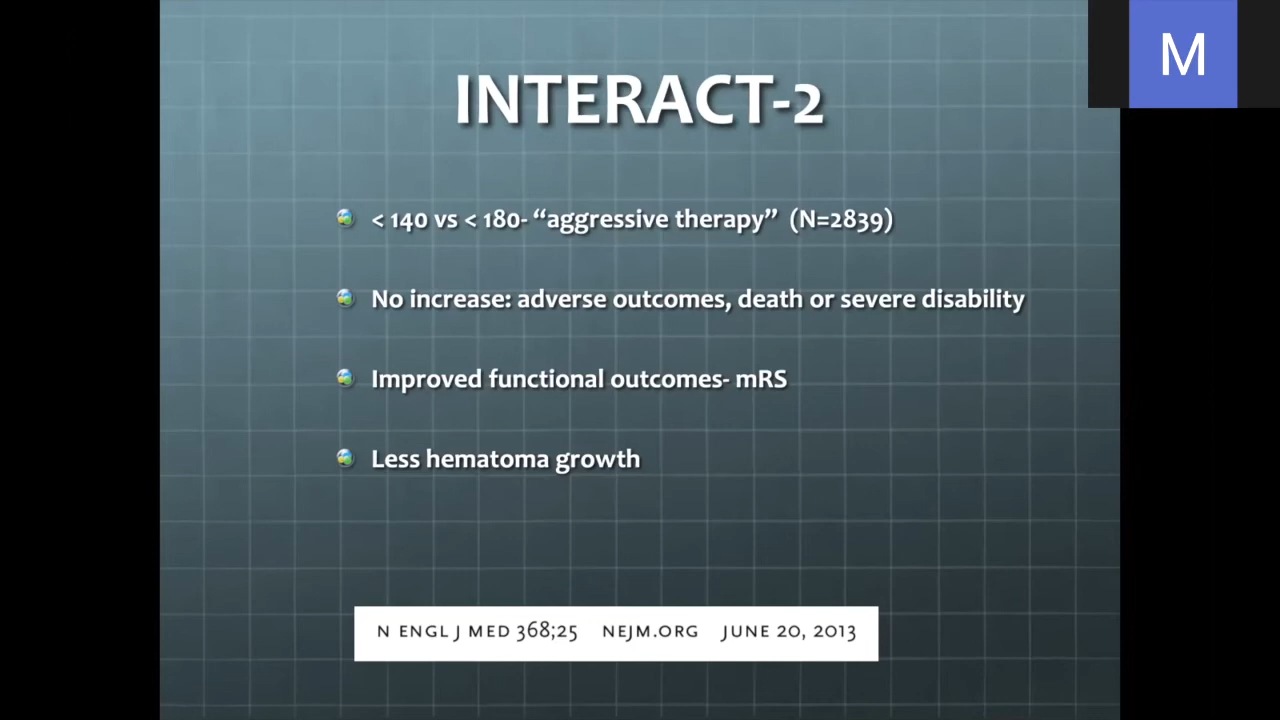 M
INTERACT-2
< 140 vs < 180- “aggressive therapy” (N=2839)
No increase: adverse outcomes, death or severe disability
Improved functional outcomes- mRS
Less hematoma growth
N ENGL J MED 368;25 NEJM.ORG JUNE 20, 2013